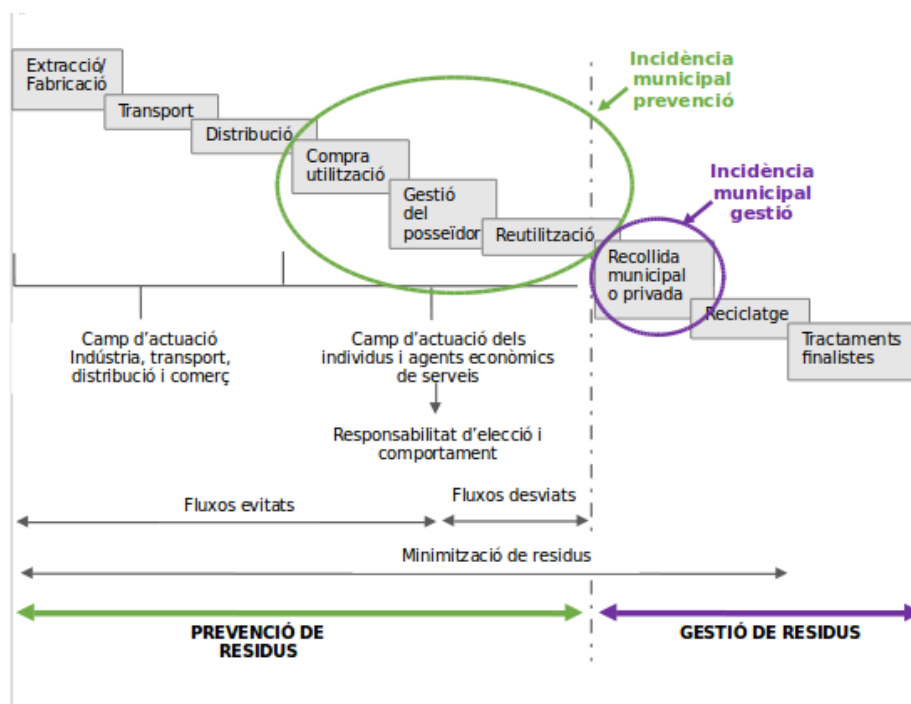 Extracció/
Fabricació
Transport
Distribució
Compra
utilització
Gestió
del
posseïdor
Reutilització
Incidència
municipal
prevenció
Incidència
municipal
gestió
Recollida
municipal
o privada
Reciclatge
Tractaments
finalistes
Camp d'actuació
Indústria, transport,
distribució i comerç
Camp d'actuació dels
individus i agents econòmics
de serveis
Responsabilitat d'elecció i
comportament
Fluxos evitats
Fluxos desviats
Minimització de residus
PREVENCIÓ DE
RESIDUS
GESTIÓ DE RESIDUS